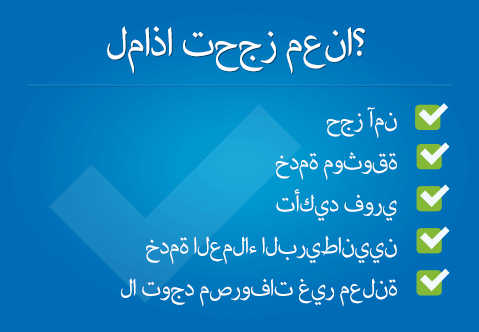 لماذا تحجز معنا؟
حجز آمن
خدمة موثوقة
تأكيد فوري
خدمة العملاء البريطانيين
لا توجد مصروفات غير معلنة